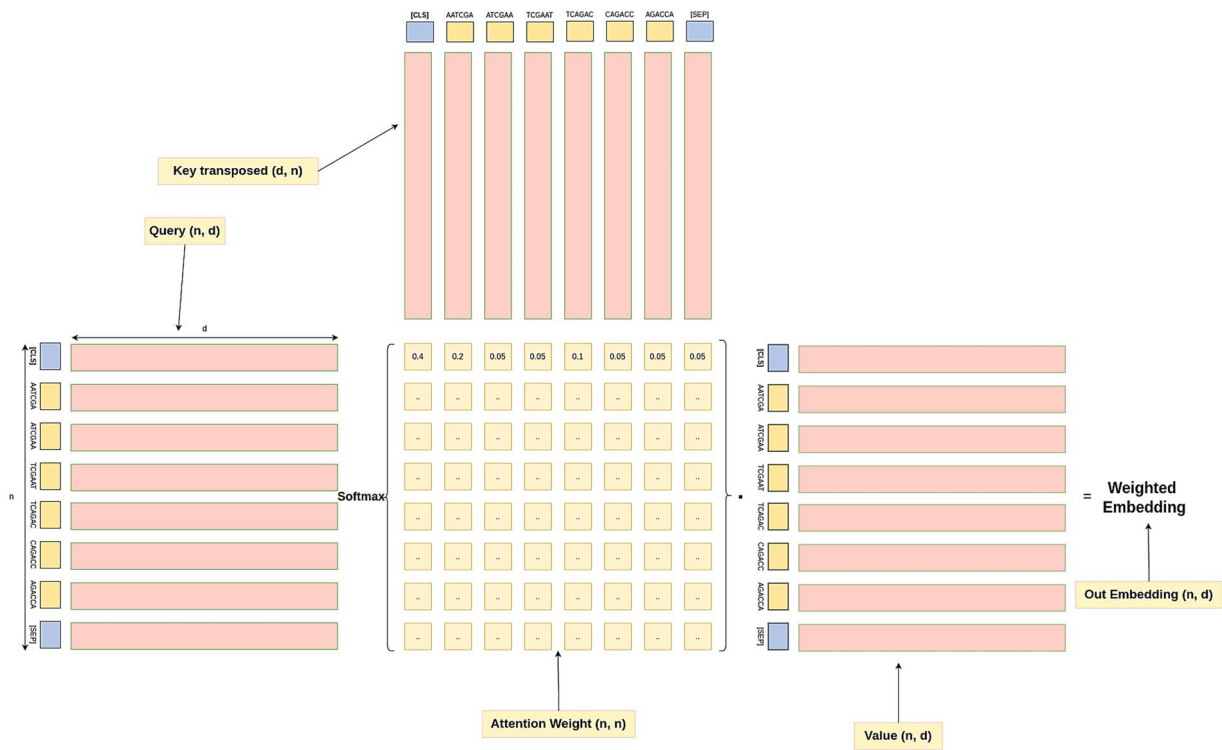 [CLS] AATCGA ATCGAA TCGAAT TCAGAC CAGACC AGACCA [SEP]
Key transposed (d, n)
Query (n, d)
d
n
[CLS]
AATCGA
ATCGAA
TCGAAT
TCAGAC
CAGACC
AGACCA
[SEP]
Softmax
0.4 0.2 0.05 0.05 0.1 0.05 0.05 0.05
.. .. .. .. .. .. .. ..
.. .. .. .. .. .. .. ..
.. .. .. .. .. .. .. ..
.. .. .. .. .. .. .. ..
.. .. .. .. .. .. .. ..
.. .. .. .. .. .. .. ..
.. .. .. .. .. .. .. ..
[CLS]
AATCGA
ATCGAA
TCGAAT
TCAGAC
CAGACC
AGACCA
[SEP]
= Weighted
Embedding
Out Embedding (n, d)
Attention Weight (n, n)
Value (n, d)